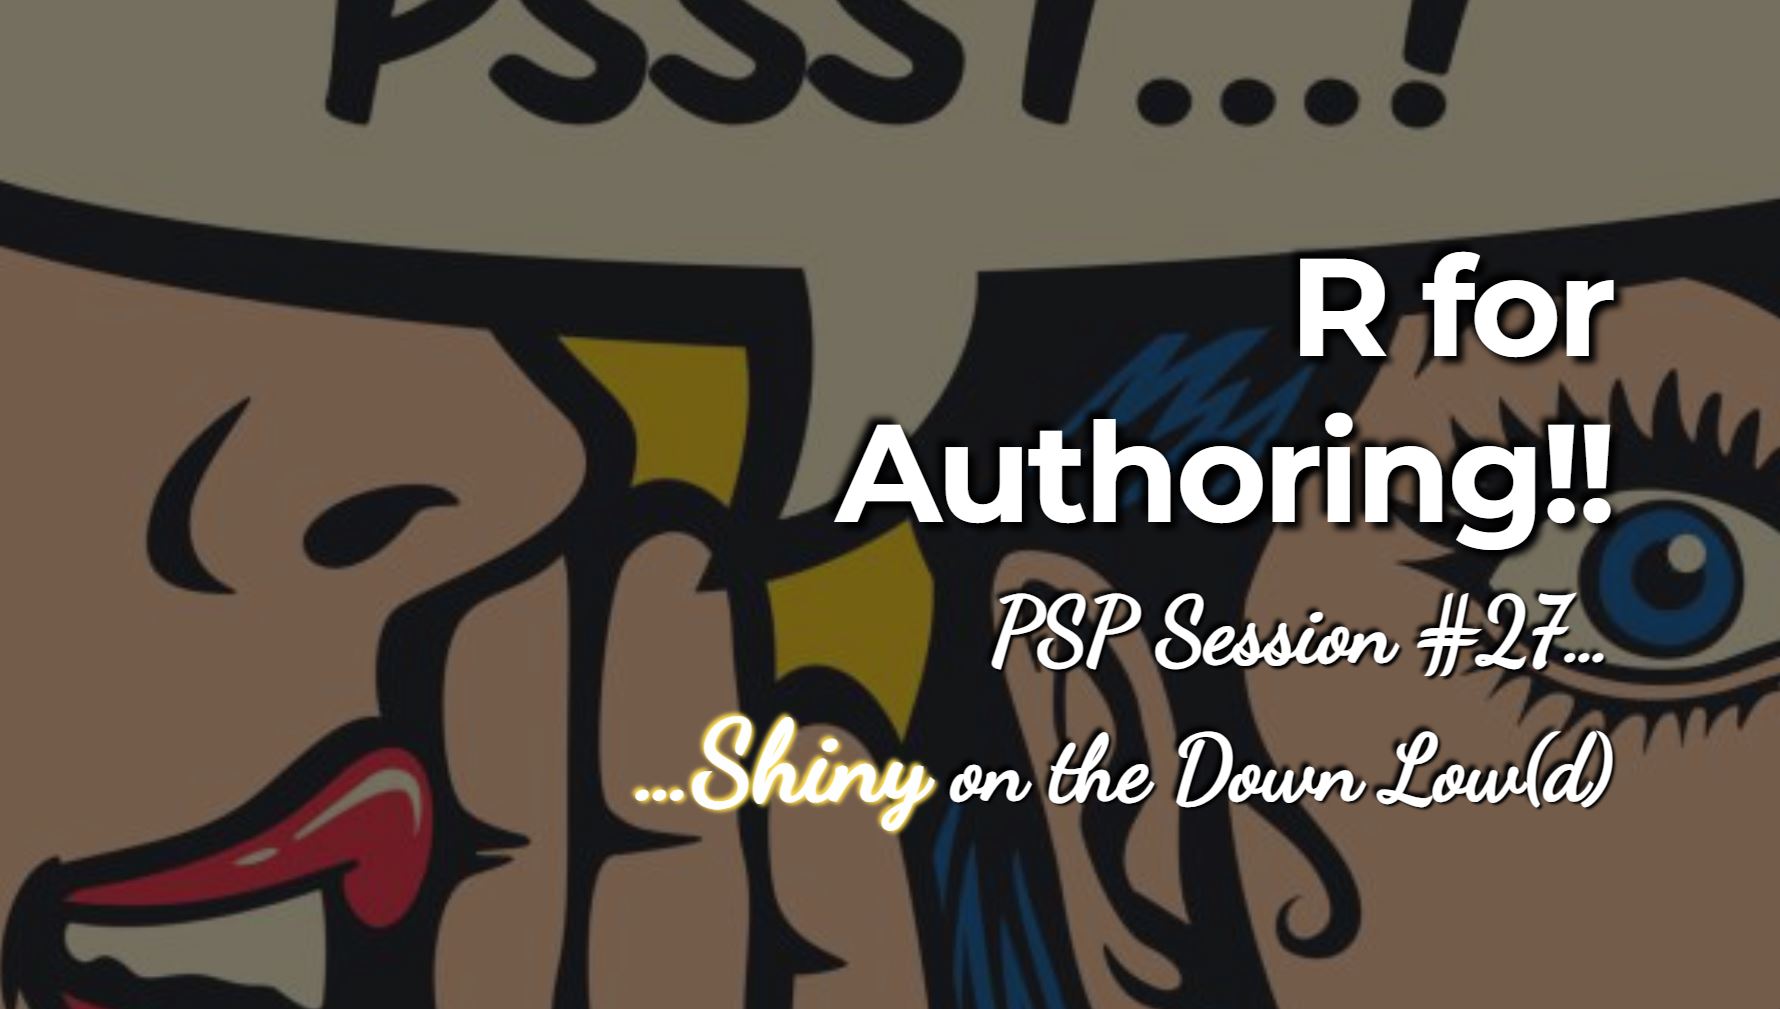 PSSST...!
R for
Authoring!!
PSP Session #27...
...Shiny on the Down Low(d)